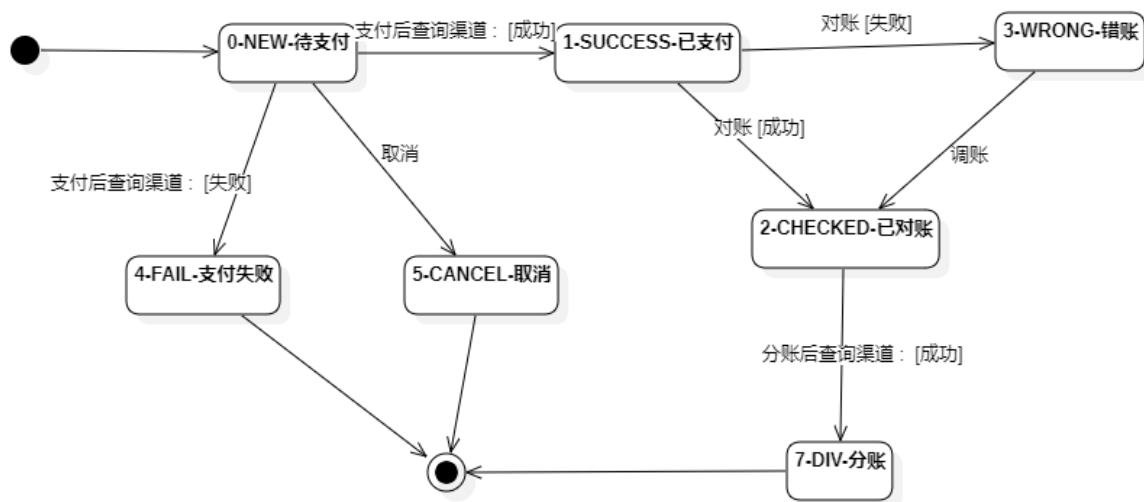 0-NEW-待支付
支付后查询渠道： [成功]
1-SUCCESS-已支付
对账 [失败]
3-WRONG-错账
对账 [成功]
取消
调账
支付后查询渠道： [失败]
2-CHECKED-已对账
4-FAIL-支付失败
5-CANCEL-取消
分账后查询渠道： [成功]
7-DIV-分账